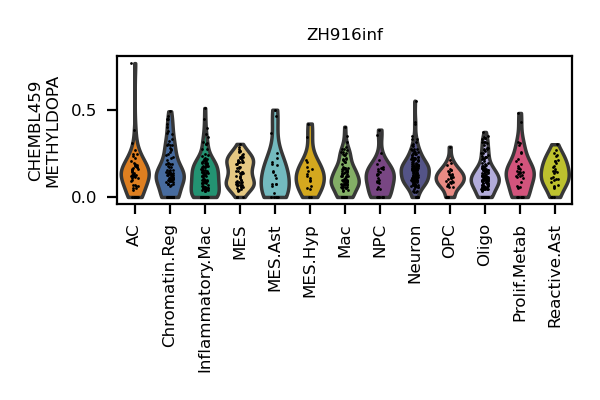 ZH916inf
CHEMBL459
METHYLDOPA
0.5
0.0
AC
Chromatin.Reg
Inflammatory.Mac
MES
MES.Ast
MES.Hyp
Mac
NPC
Neuron
OPC
Oligo
Prolif.Metab
Reactive.Ast